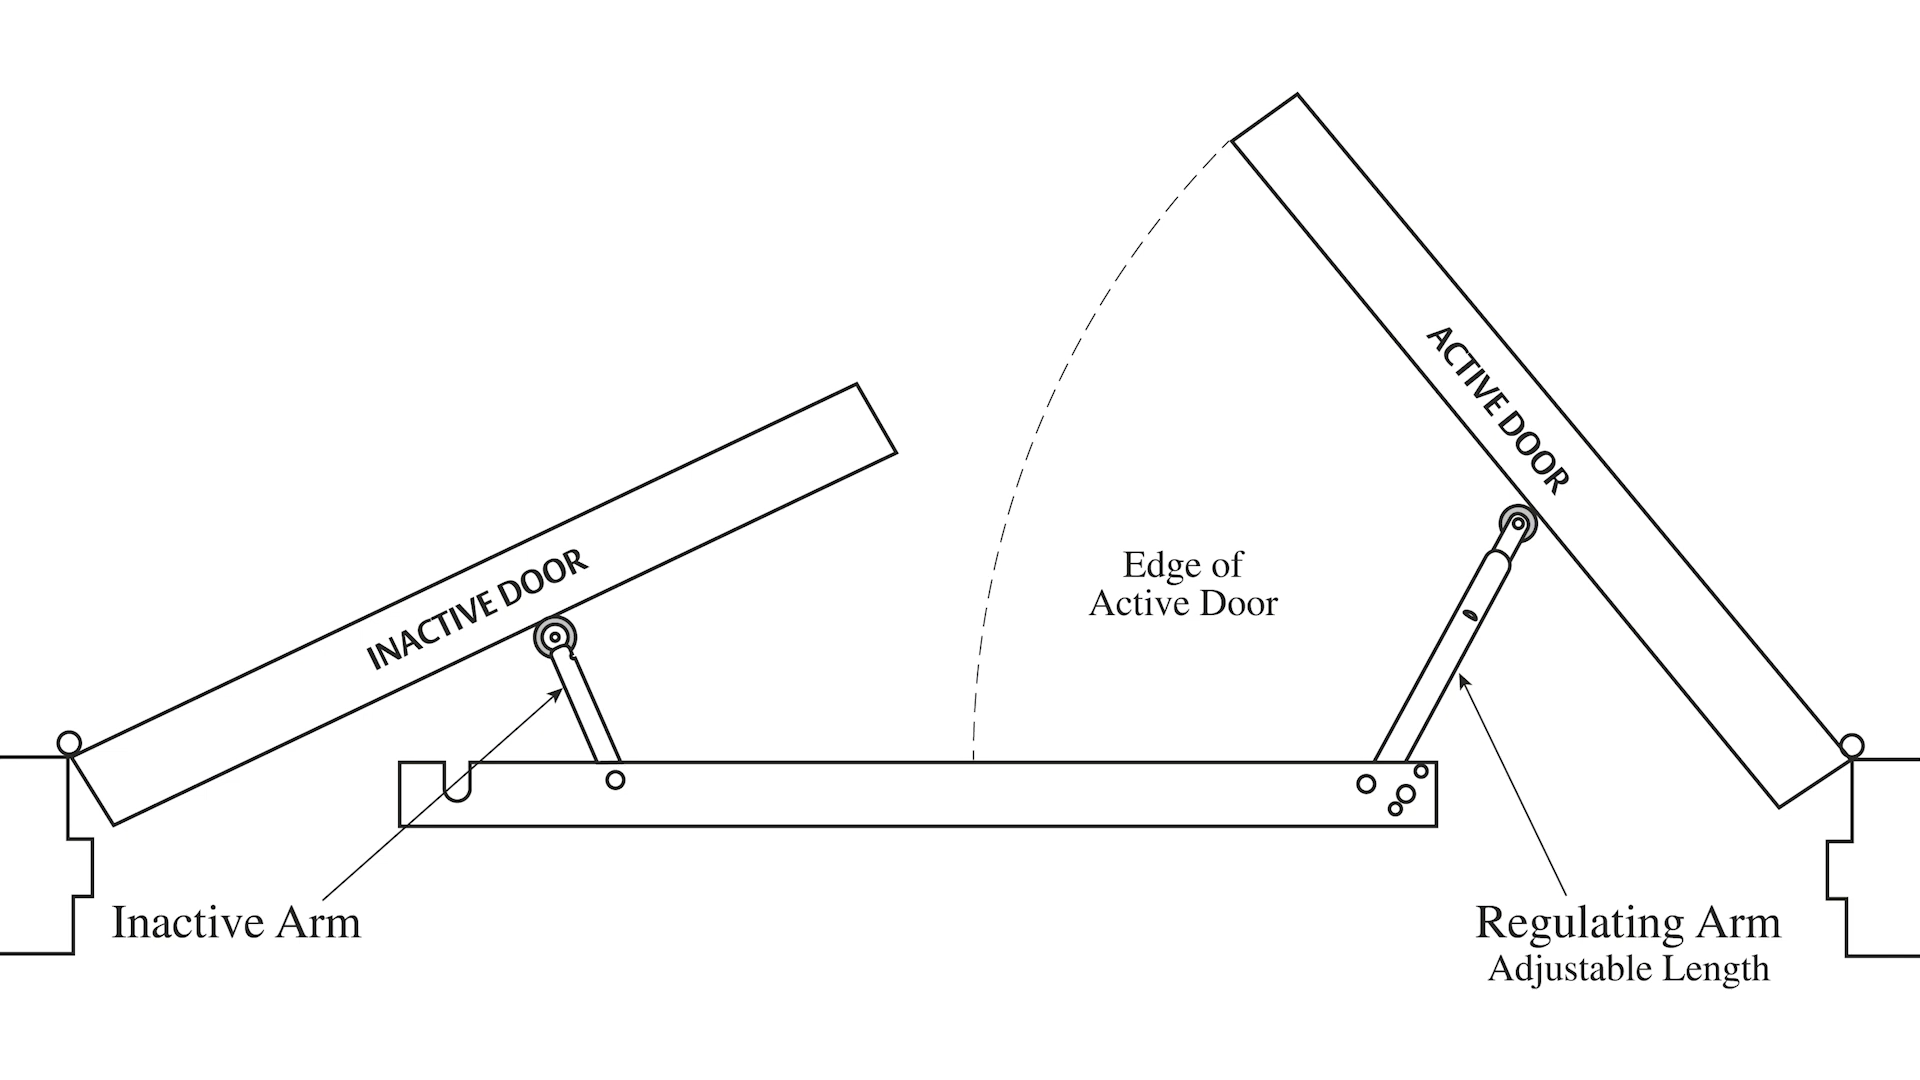 ACTIVE DOOR
INACTIVE DOOR
Edge of
Active Door
Inactive Arm
Regulating Arm
Adjustable Length